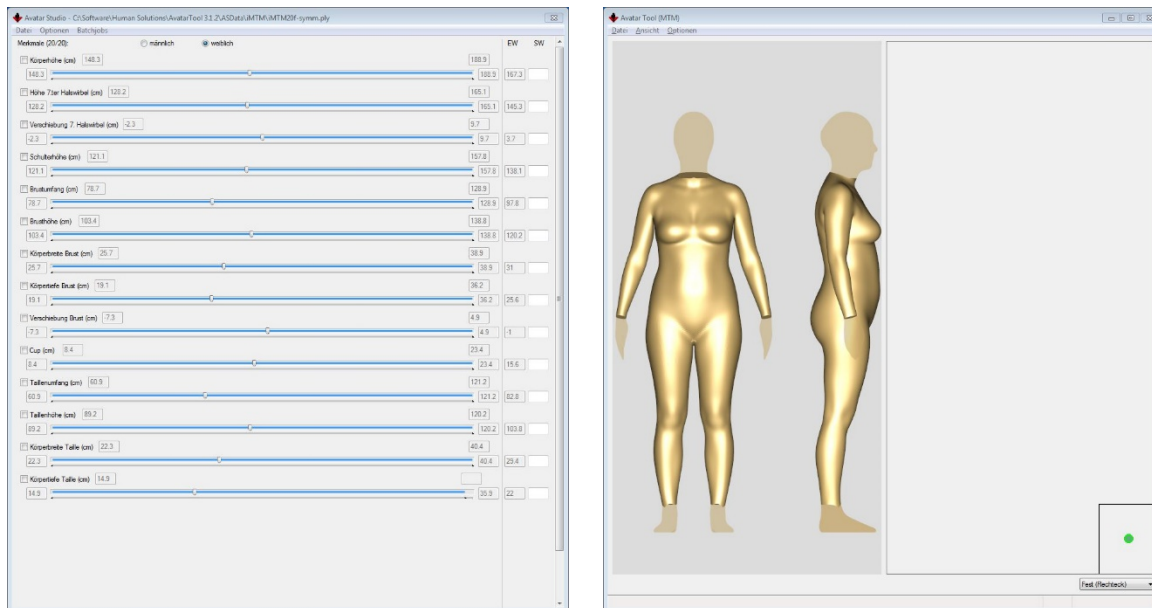 Avatar Studio - C:\Software\Human Solutions\AvatarTool 3.1.2\ASData\iMTM\iMTM20f-symm.ply
Datei Optionen Batchjobs
Merkmale (20/20): männlich weiblich EW SW
Körperhöhe (cm) 148.3 188.9
148.3 188.9 167.3
Höhe 7ter Halswirbel (cm) 120.2 165.1
120.2 165.1 145.3
Verschiebung 7. Halswirbel (cm) -2.3 9.7
-2.3 9.7 3.7
Schulterhöhe (cm) 121.1 157.8
121.1 157.8 138.1
Brustumfang (cm) 78.7 128.9
78.7 128.9 97.8
Brusthöhe (cm) 103.4 138.8
103.4 138.8 120.2
Körperbreite Brust (cm) 25.7 38.9
25.7 38.9 31
Körpertiefe Brust (cm) 19.1 36.2
19.1 36.2 25.6
Verschiebung Brust (cm) -7.3 4.9
-7.3 4.9 -1
Cup (cm) 8.4 23.4
8.4 23.4 15.6
Taillenumfang (cm) 60.9 121.2
60.9 121.2 82.8
Taillenhöhe (cm) 89.2 120.2
89.2 120.2 103.8
Körperbreite Taille (cm) 22.3 40.4
22.3 40.4 29.4
Körpertiefe Taille (cm) 14.9
14.9 35.9 22
Avatar Tool (MTM)
Datei Ansicht Optionen
Fest (Rechteck)